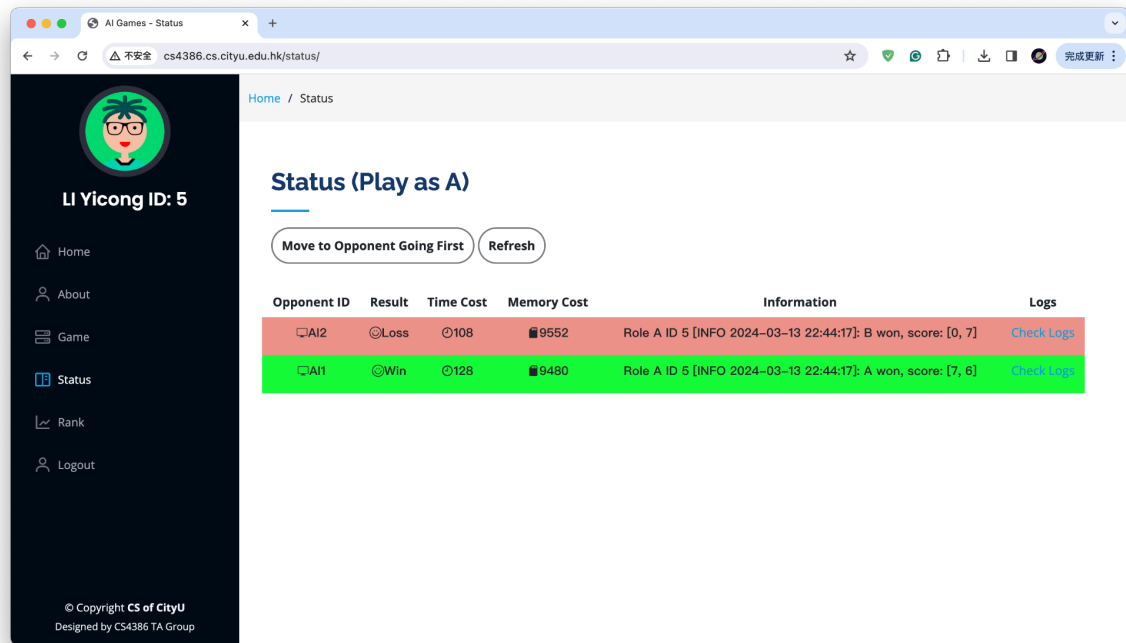 AI Games - Status
不安全 cs4386.cs.cityu.edu.hk/status/ 完成更新
LI Yicong ID: 5
Home
About
Game
Status
Rank
Logout
© Copyright CS of CityU
Designed by CS4386 TA Group
Home / Status
Status (Play as A)
Move to Opponent Going First Refresh
Opponent ID Result Time Cost Memory Cost Information Logs
AI2 Loss 108 9552 Role A ID 5 [INFO 2024-03-13 22:44:17]: B won, score: [0, 7] Check Logs
AI1 Win 128 9480 Role A ID 5 [INFO 2024-03-13 22:44:17]: A won, score: [7, 6] Check Logs